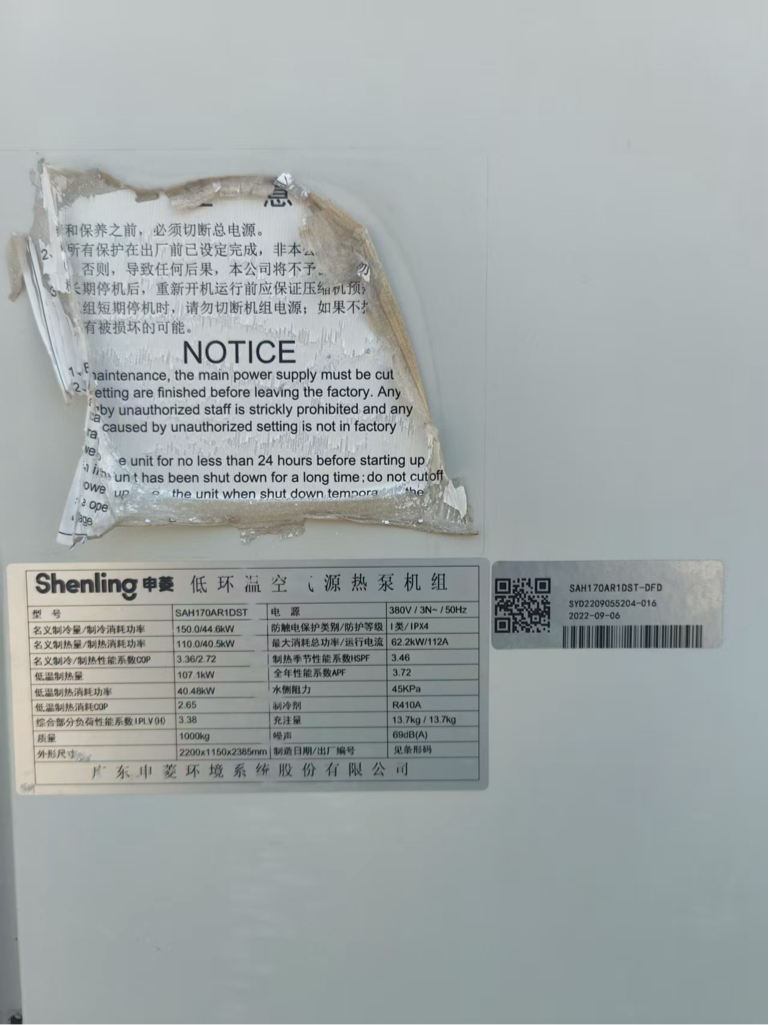 意
和保养之前，必须切断总电源。
2、所有保护在出厂前已设定完成，非本公
否则，导致任何后果，本公司将不予
长期停机后，重新开机运行前应保证压缩机预
组短期停机时，请勿切断机组电源；如果不
有被损坏的可能。
NOTICE
maintenance, the main power supply must be cut
etting are finished before leaving the factory. Any
by unauthorized staff is strickly prohibited and any
caused by unauthorized setting is not in factory
e unit for no less than 24 hours before starting up
unit has been shut down for a long time; do not cutoff
the unit when shut down tempora the
Shenling 申菱 低环温空气源热泵机组
型号 SAH170AR1DST 电源 380V / 3N~ / 50Hz
名义制冷量/制冷消耗功率 150.0/44.6kW 防触电保护类别/防护等级 I类/ IPX4
名义制热量/制热消耗功率 110.0/40.5kW 最大消耗总功率/运行电流 62.2kW/112A
名义制冷/制热性能系数COP 3.36/2.72 制热季节性能系数HSPF 3.46
低温制热量 107.1kW 全年性能系数APF 3.72
低温制热消耗功率 40.48kW 水侧阻力 45KPa
低温制热消耗COP 2.65 制冷剂 R410A
综合部分负荷性能系数IPLV(H) 3.38 充注量 13.7kg / 13.7kg
质量 1000kg 噪声 69dB(A)
外形尺寸 2200x1150x2385mm 制造日期/出厂编号 见条形码
广东申菱环境系统股份有限公司
SAH170AR1DST-DFD
SYD2209055204-016
2022-09-06